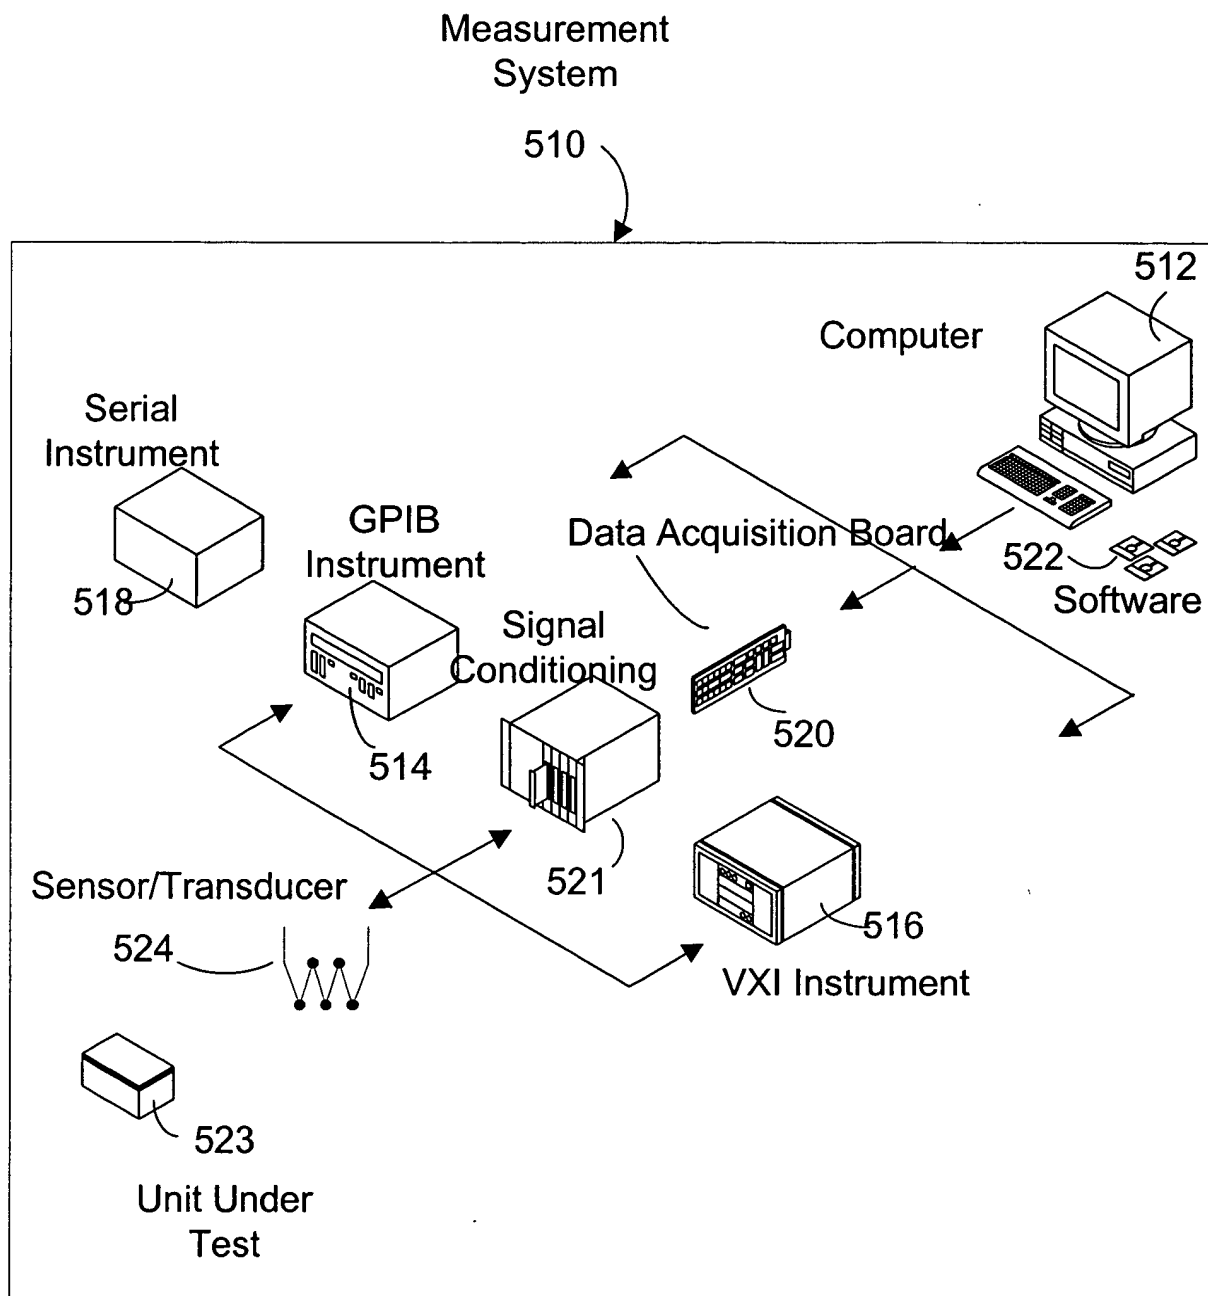 Measurement
System
510
512
Computer
Serial
Instrument
GPIB
Instrument
Data Acquisition Board
522
Software
518
Signal
Conditioning
520
514
521
516
Sensor/Transducer
524
VXI Instrument
523
Unit Under
Test